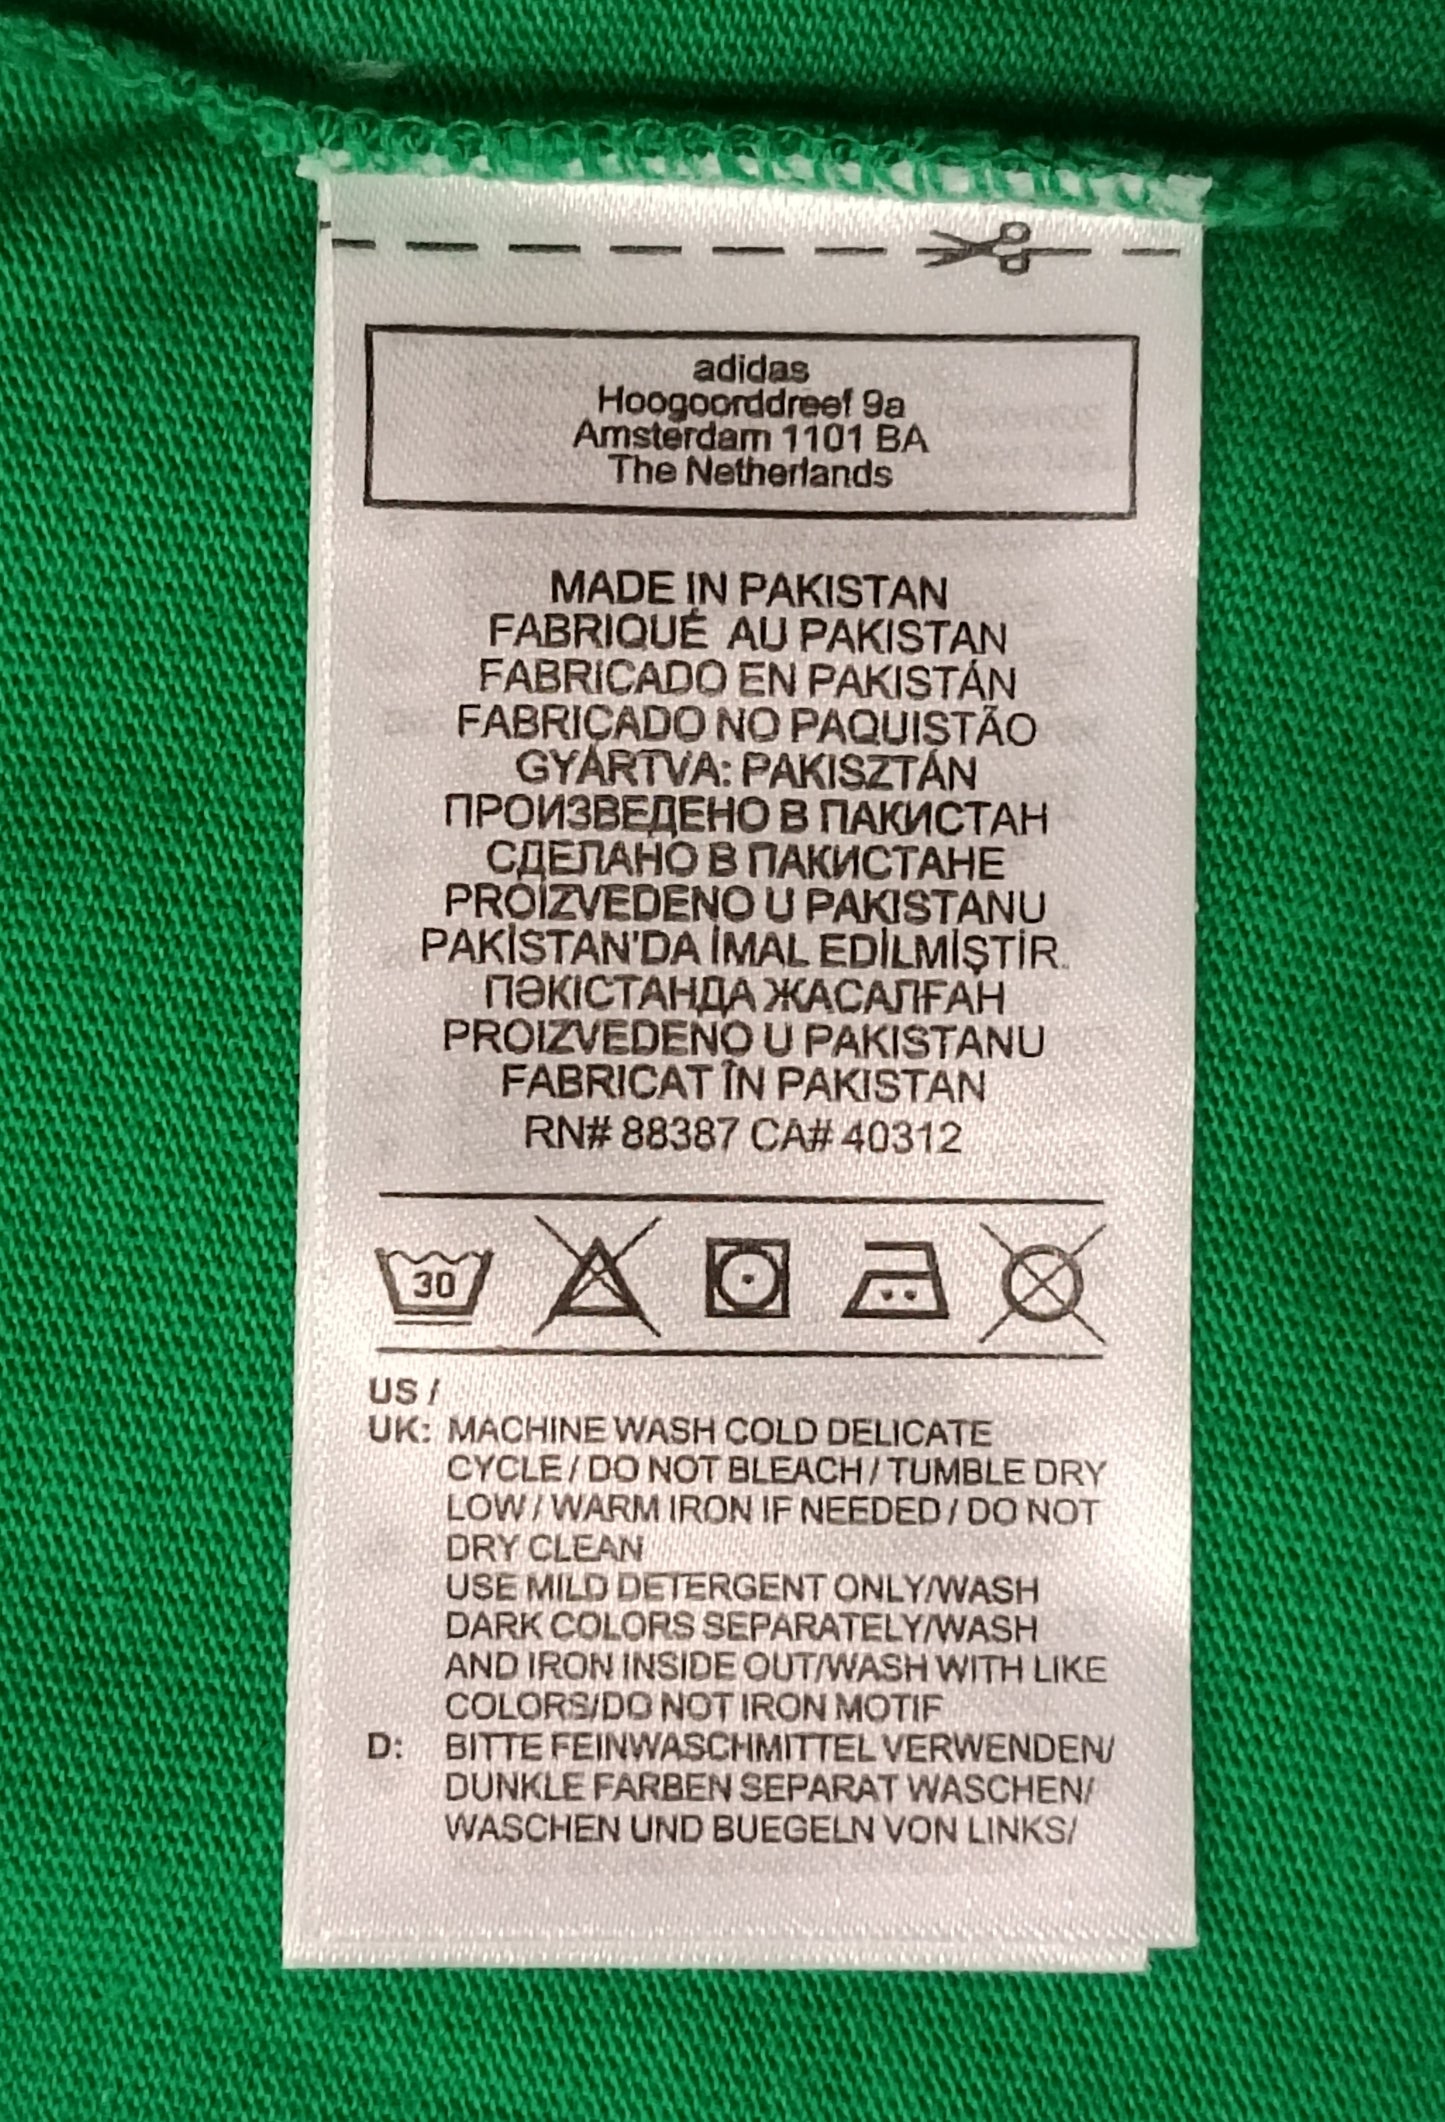 adidas
Hoogoorddreef 9a
Amsterdam 1101 BA
The Netherlands
MADE IN PAKISTAN
FABRIQUÉ AU PAKISTAN
FABRICADO EN PAKISTÁN
FABRICADO NO PAQUISTÃO
GYÁRTVA: PAKISZTÁN
ПРОИЗВЕДЕНО В ПАКИСТАН
СДЕЛАНО В ПАКИСТАНЕ
PROIZVEDENO U PAKISTANU
PAKİSTAN'DA İMAL EDİLMİŞTİR.
ПӘКІСТАНДА ЖАСАЛҒАН
PROIZVEDENO U PAKISTANU
FABRICAT ÎN PAKISTAN
RN# 88387 CA# 40312
30
US /
UK: MACHINE WASH COLD DELICATE
CYCLE / DO NOT BLEACH / TUMBLE DRY
LOW / WARM IRON IF NEEDED / DO NOT
DRY CLEAN
USE MILD DETERGENT ONLY/WASH
DARK COLORS SEPARATELY/WASH
AND IRON INSIDE OUT/WASH WITH LIKE
COLORS/DO NOT IRON MOTIF
D: BITTE FEINWASCHMITTEL VERWENDEN/
DUNKLE FARBEN SEPARAT WASCHEN/
WASCHEN UND BUEGELN VON LINKS/